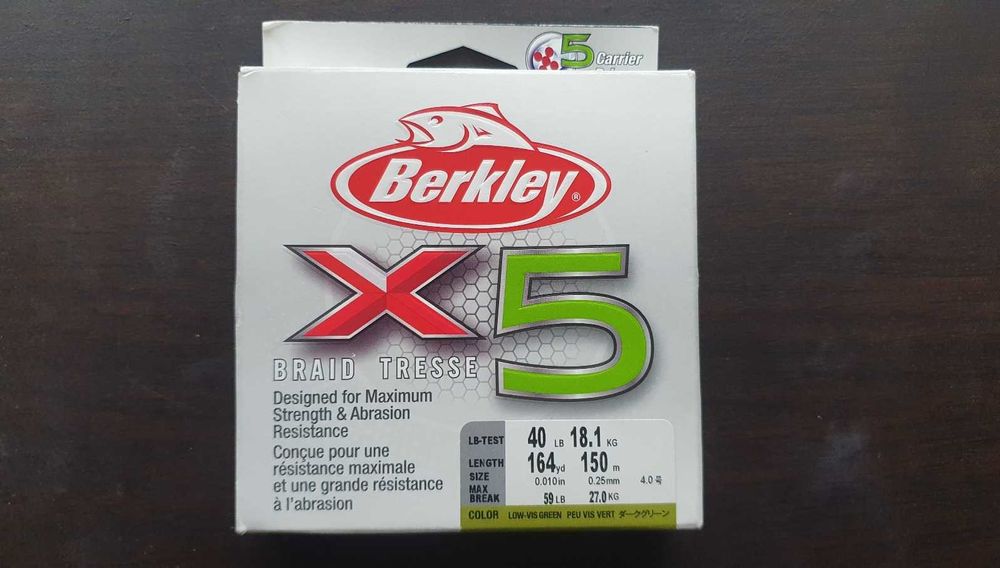 5 Carrier
Berkley®
X5
BRAID TRESSE
Designed for Maximum
Strength & Abrasion
Resistance
Conçue pour une
résistance maximale
et une grande résistance
à l'abrasion
LB-TEST 40 LB 18.1 KG
LENGTH 164yd 150 m
SIZE 0.010in 0.25mm 4.0号
MAX BREAK 59 LB 27.0 KG
COLOR LOW-VIS GREEN PEU VIS VERT ダークグリーン